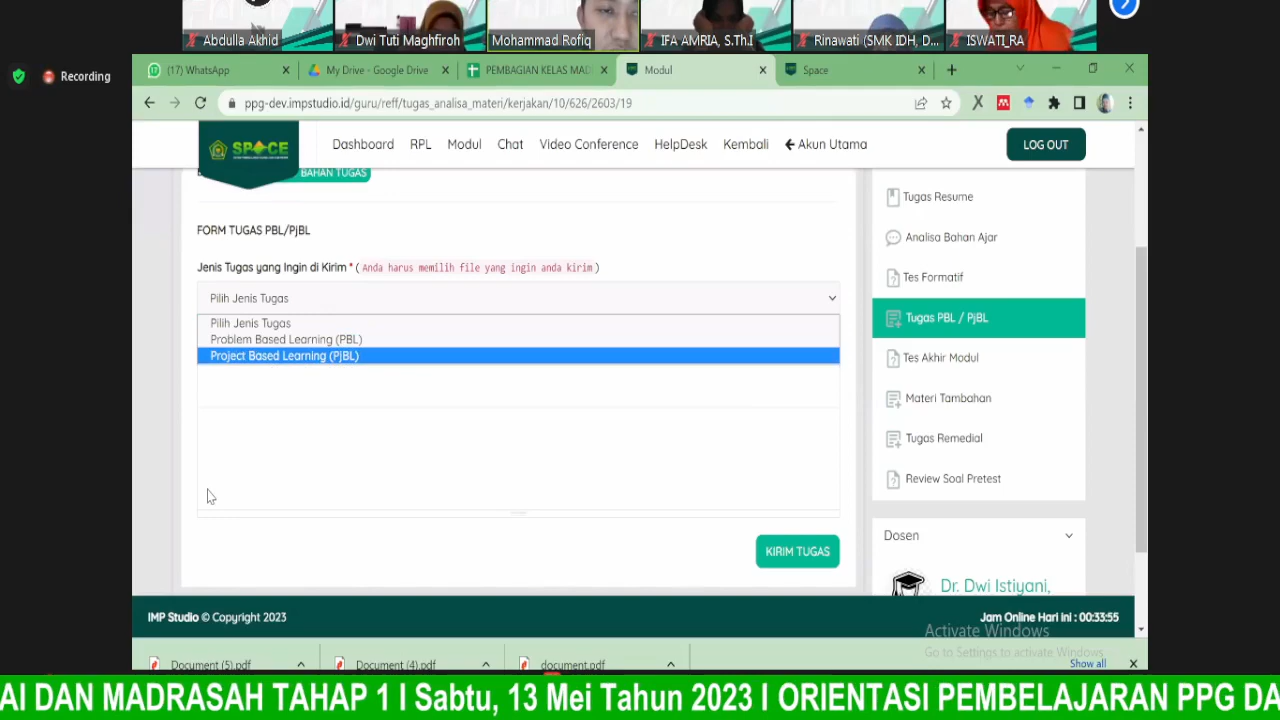 Abdulla Akhid
Dwi Tuti Maghfiroh
Mohammad Rofiq
IFA AMRIA, S.Th.I
Rinawati (SMK IDH, D...
ISWATI_RA
Recording
(17) WhatsApp
My Drive - Google Drive
PEMBAGIAN KELAS MAD
Modul
Space
ppg-dev.impstudio.id/guru/reff/tugas_analisa_materi/kerjakan/10/626/2603/19
SPACE
Dashboard
RPL
Modul
Chat
Video Conference
HelpDesk
Kembali
Akun Utama
LOG OUT
BAHAN TUGAS
FORM TUGAS PBL/PjBL
Jenis Tugas yang Ingin di Kirim * ( Anda harus memilih file yang ingin anda kirim )
Pilih Jenis Tugas
Pilih Jenis Tugas
Problem Based Learning (PBL)
Project Based Learning (PjBL)
KIRIM TUGAS
Tugas Resume
Analisa Bahan Ajar
Tes Formatif
Tugas PBL / PjBL
Tes Akhir Modul
Materi Tambahan
Tugas Remedial
Review Soal Pretest
Dosen
Dr. Dwi Istiyani,
IMP Studio © Copyright 2023
Jam Online Hari ini : 00:33:55
Activate Windows
Go to Settings to activate Windows
Document (5).pdf
Document (4).pdf
document.pdf
Show all
AI DAN MADRASAH TAHAP 1 I Sabtu, 13 Mei Tahun 2023 I ORIENTASI PEMBELAJARAN PPG DA